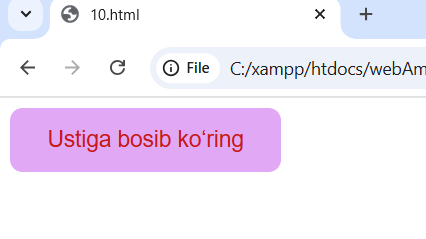 10.html
File
C:/xampp/htdocs/webAm
Ustiga bosib ko‘ring